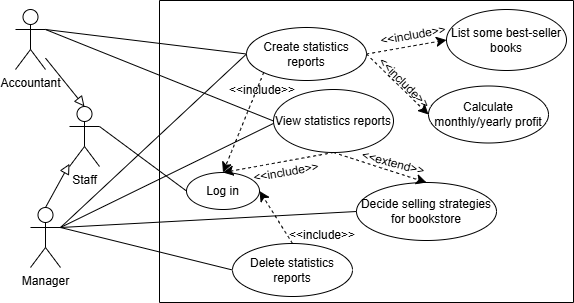 <<include>>
List some best-seller
books
Create statistics
reports
Accountant
<<include>>
<<include>>
Calculate
monthly/yearly profit
View statistics reports
Staff
<<extend>>
<<include>>
Log in
Decide selling strategies
for bookstore
<<include>>
Manager
Delete statistics
reports